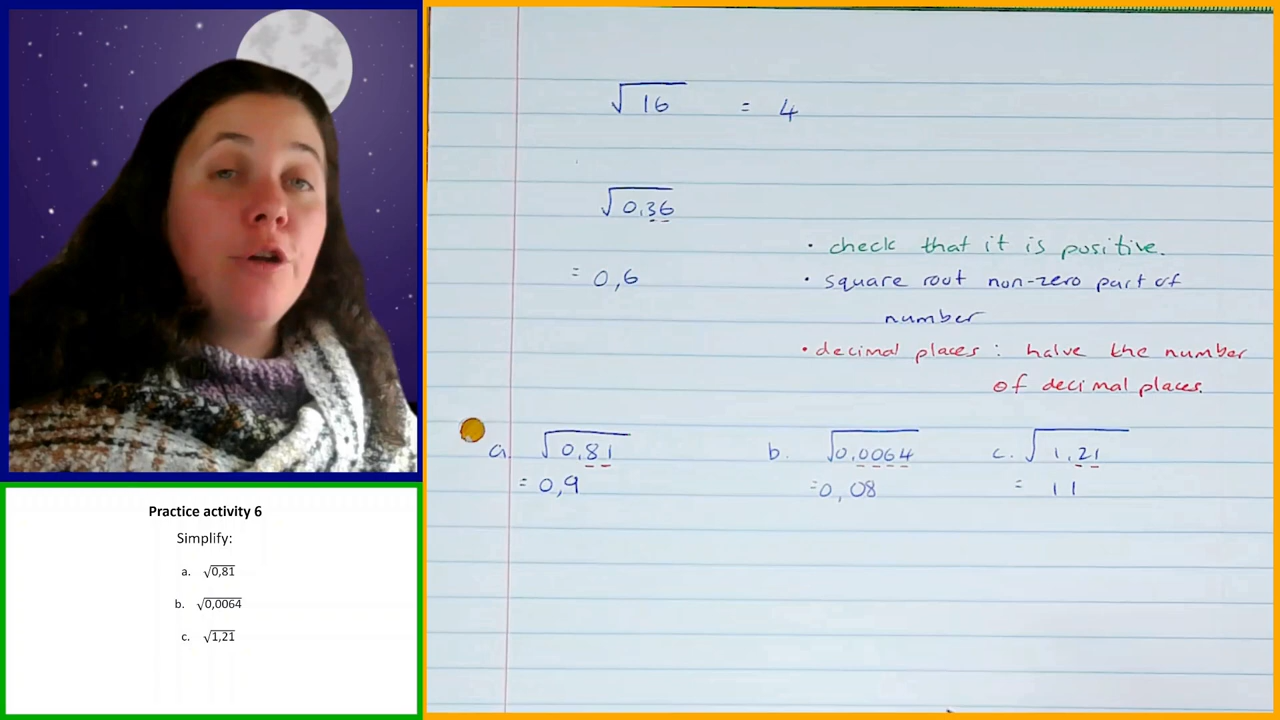 √16 = 4
√0,36
= 0,6
• check that it is positive.
• square root non-zero part of
number
• decimal places: halve the number
of decimal places.
a. √0,81 b. √0,0064 c. √1,21
= 0,9 =0,08 = 11
Practice activity 6
Simplify:
a. √0,81
b. √0,0064
c. √1,21